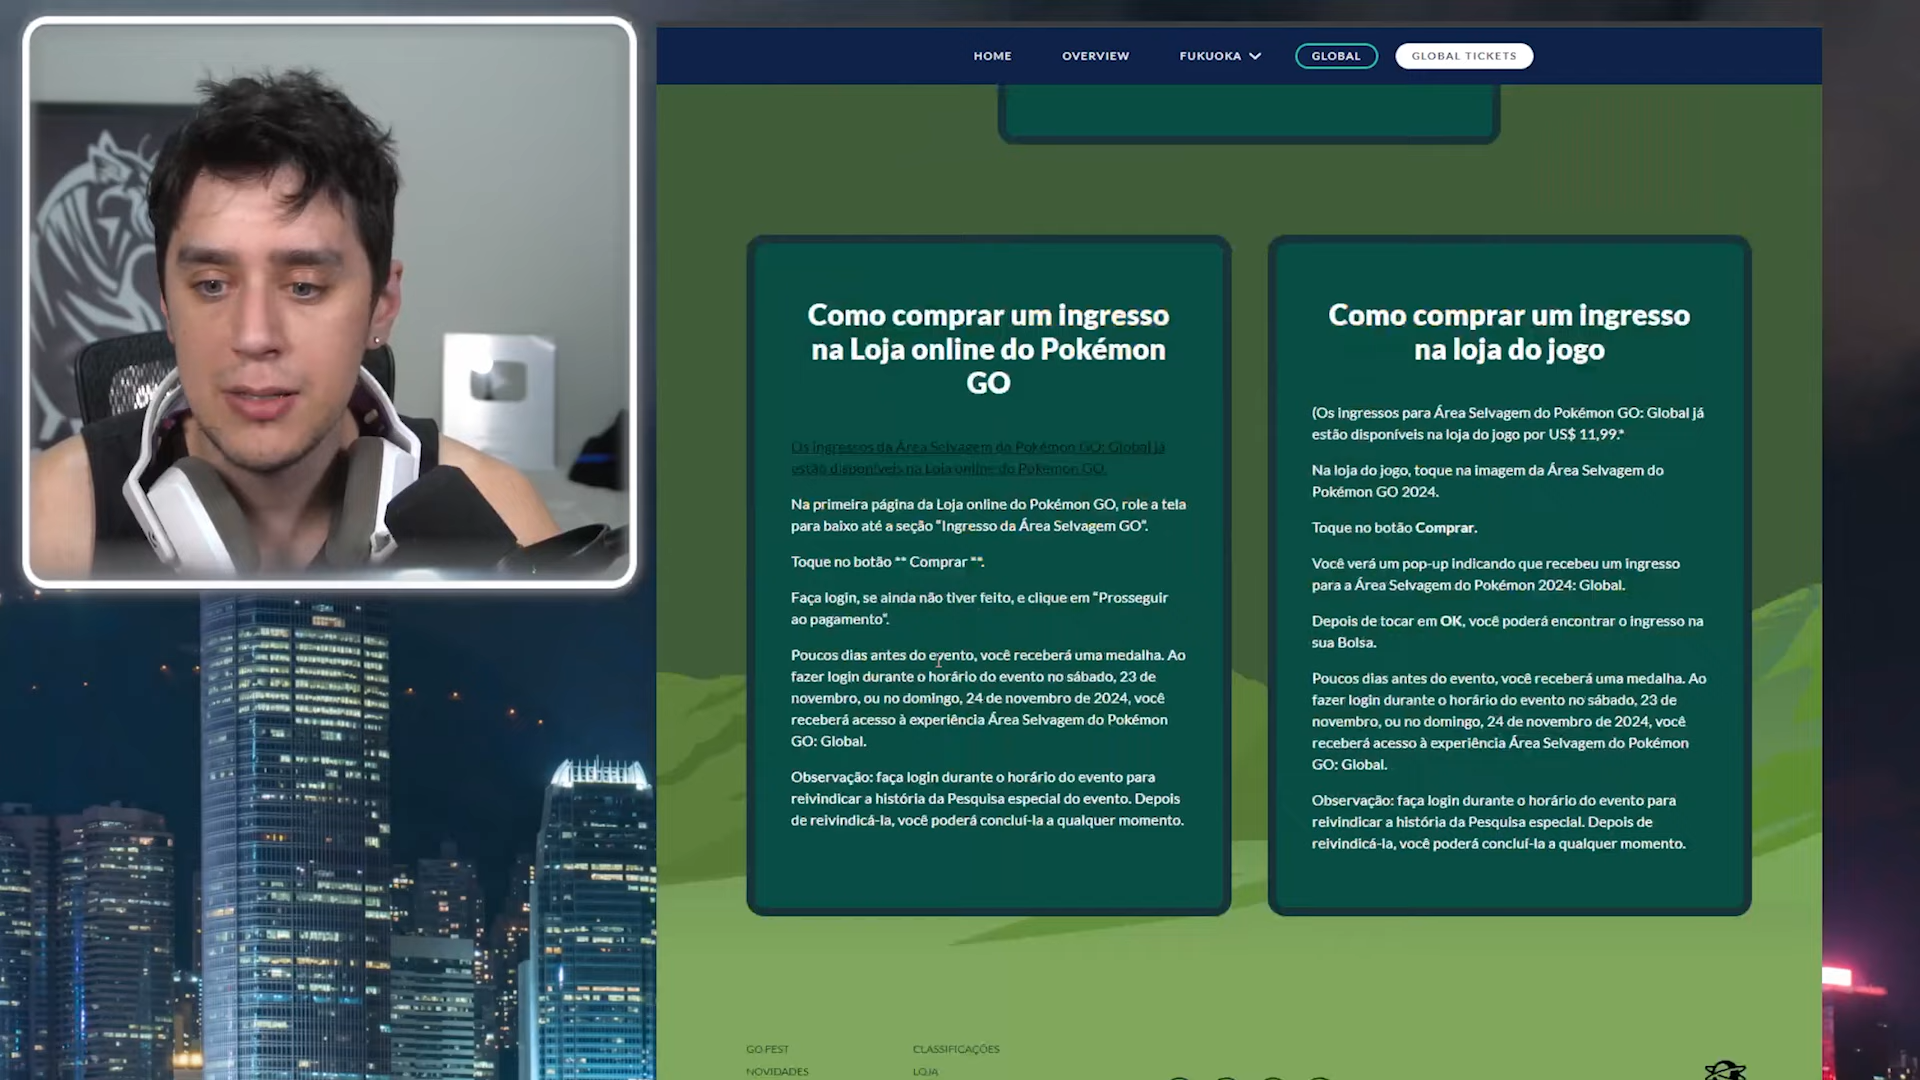 HOME
OVERVIEW
FUKUOKA
GLOBAL
GLOBAL TICKETS
Como comprar um ingresso
na Loja online do Pokémon
GO
Os ingressos da Área Selvagem do Pokémon GO: Global já
estão disponíveis na Loja online do Pokémon GO.
Na primeira página da Loja online do Pokémon GO, role a tela
para baixo até a seção “Ingresso da Área Selvagem GO”.
Toque no botão ** Comprar **.
Faça login, se ainda não tiver feito, e clique em “Prosseguir
ao pagamento”.
Poucos dias antes do evento, você receberá uma medalha. Ao
fazer login durante o horário do evento no sábado, 23 de
novembro, ou no domingo, 24 de novembro de 2024, você
receberá acesso à experiência Área Selvagem do Pokémon
GO: Global.
Observação: faça login durante o horário do evento para
reivindicar a história da Pesquisa especial do evento. Depois
de reivindicá-la, você poderá concluí-la a qualquer momento.
Como comprar um ingresso
na loja do jogo
(Os ingressos para Área Selvagem do Pokémon GO: Global já
estão disponíveis na loja do jogo por US$ 11,99.*
Na loja do jogo, toque na imagem da Área Selvagem do
Pokémon GO 2024.
Toque no botão Comprar.
Você verá um pop-up indicando que recebeu um ingresso
para a Área Selvagem do Pokémon 2024: Global.
Depois de tocar em OK, você poderá encontrar o ingresso na
sua Bolsa.
Poucos dias antes do evento, você receberá uma medalha. Ao
fazer login durante o horário do evento no sábado, 23 de
novembro, ou no domingo, 24 de novembro de 2024, você
receberá acesso à experiência Área Selvagem do Pokémon
GO: Global.
Observação: faça login durante o horário do evento para
reivindicar a história da Pesquisa especial. Depois de
reivindicá-la, você poderá concluí-la a qualquer momento.
GO FEST
NOVIDADES
CLASSIFICAÇÕES
LOJA